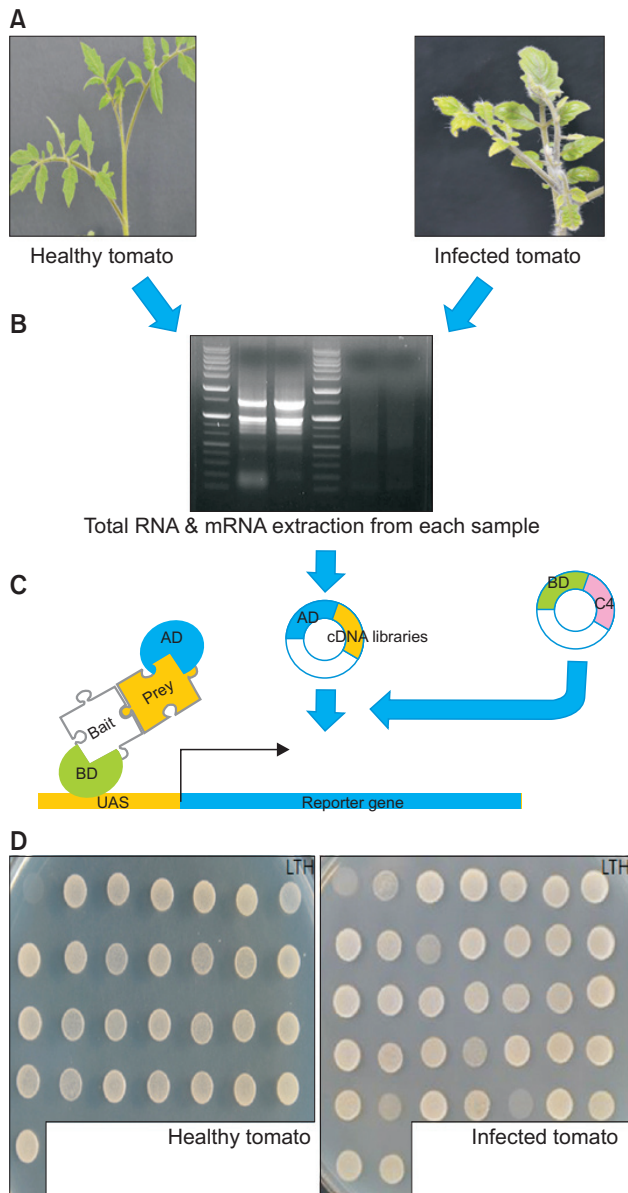 A
Healthy tomato
Infected tomato
B
Total RNA & mRNA extraction from each sample
C
AD
Prey
Bait
BD
AD
cDNA libraries
BD
C4
UAS
Reporter gene
D
LTH
Healthy tomato
LTH
Infected tomato